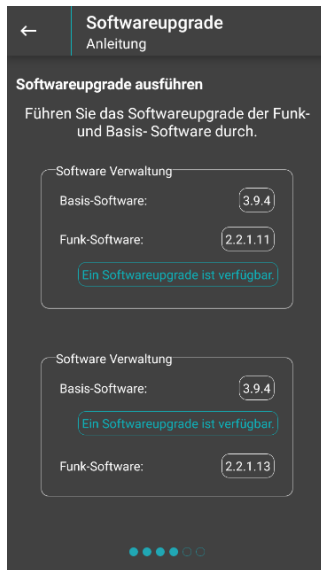 Softwareupgrade
Anleitung
Softwareupgrade ausführen
Führen Sie das Softwareupgrade der Funk-
und Basis- Software durch.
Software Verwaltung
Basis-Software: 3.9.4
Funk-Software: 2.2.1.11
Ein Softwareupgrade ist verfügbar.
Software Verwaltung
Basis-Software: 3.9.4
Ein Softwareupgrade ist verfügbar.
Funk-Software: 2.2.1.13